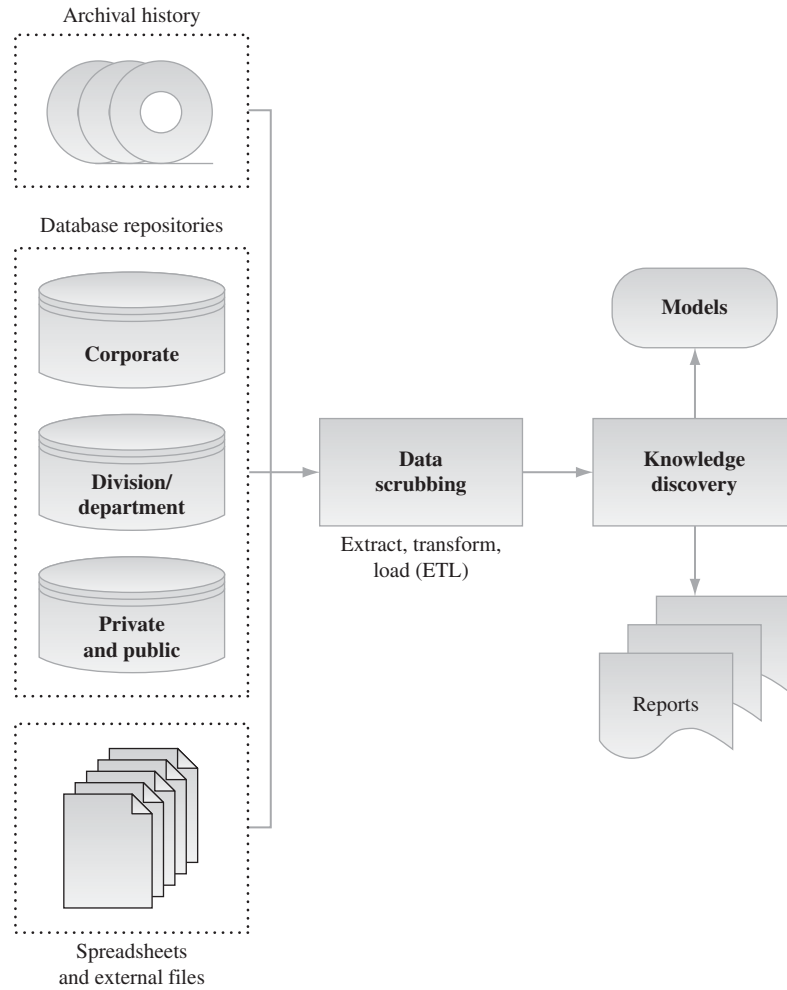 Archival history
Database repositories
Corporate
Division/
department
Private
and public
Spreadsheets
and external files
Data
scrubbing
Extract, transform,
load (ETL)
Knowledge
discovery
Models
Reports